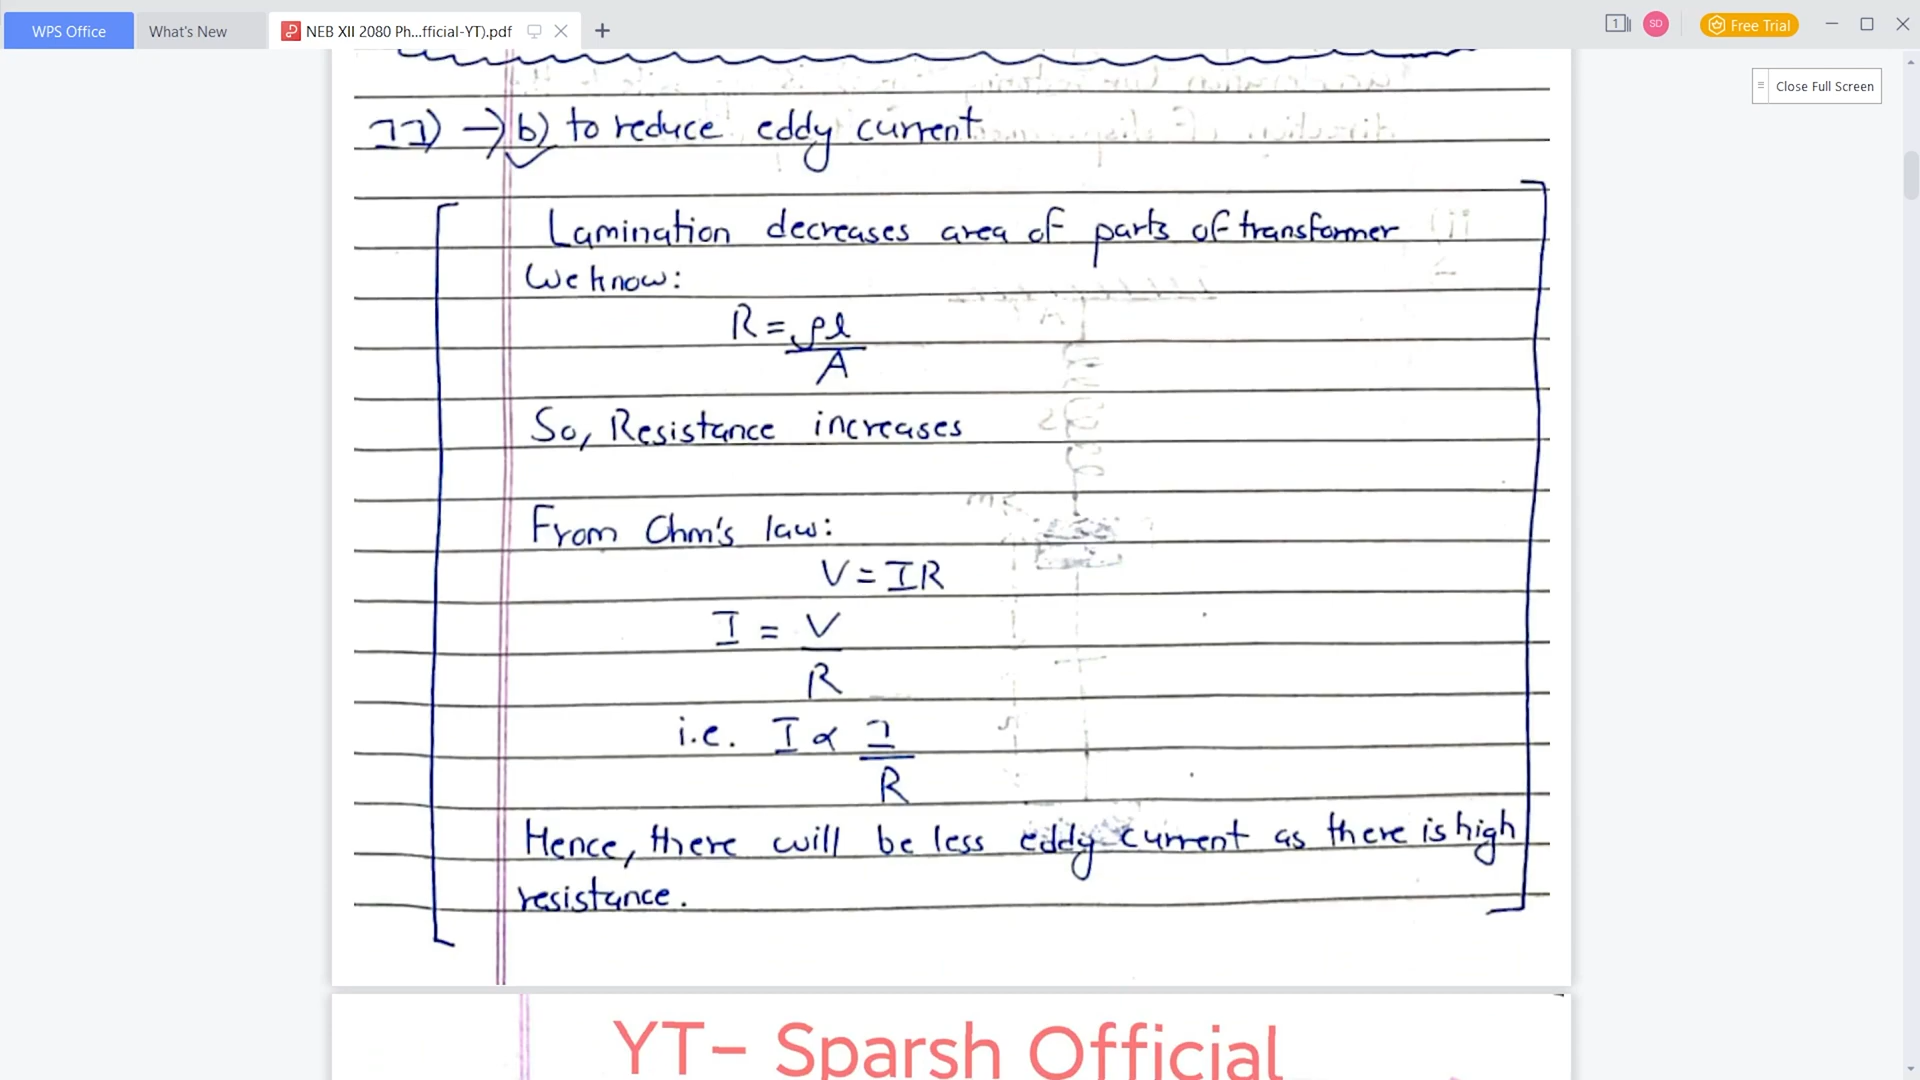 WPS Office
What's New
NEB XII 2080 Ph...fficial-YT).pdf
1
SD
Free Trial
Close Full Screen
11) → b) to reduce eddy current
Lamination decreases area of parts of transformer
We know:
R = ρl
A
So, Resistance increases
From Ohm's law:
V = IR
I = V
R
i.e. I ∝ 1
R
Hence, there will be less eddy current as there is high
resistance.
YT- Sparsh Official